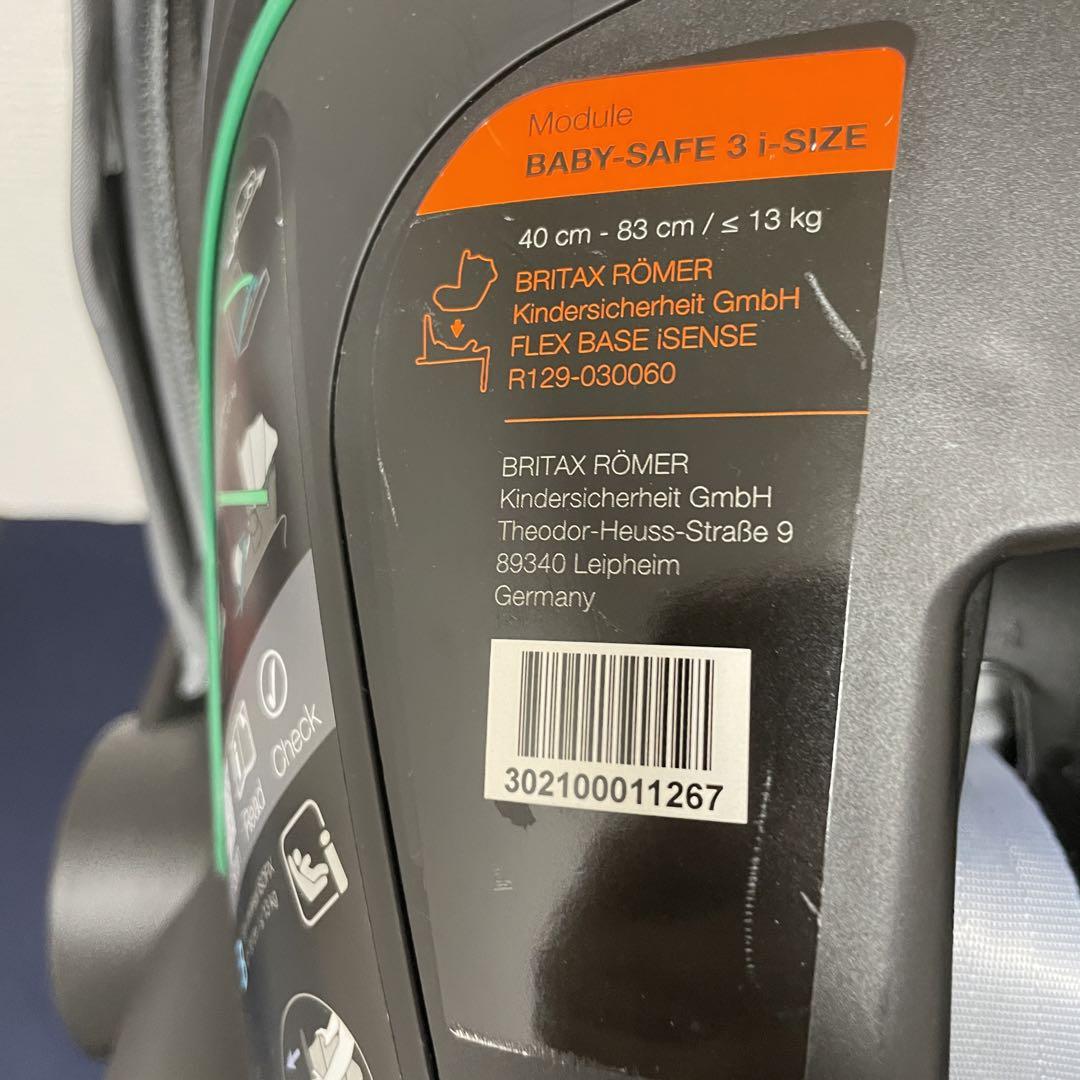 Module
BABY-SAFE 3 i-SIZE
40 cm - 83 cm / ≤ 13 kg
BRITAX RÖMER
Kindersicherheit GmbH
FLEX BASE iSENSE
R129-030060
BRITAX RÖMER
Kindersicherheit GmbH
Theodor-Heuss-Straße 9
89340 Leipheim
Germany
302100011267
Check
Read
i